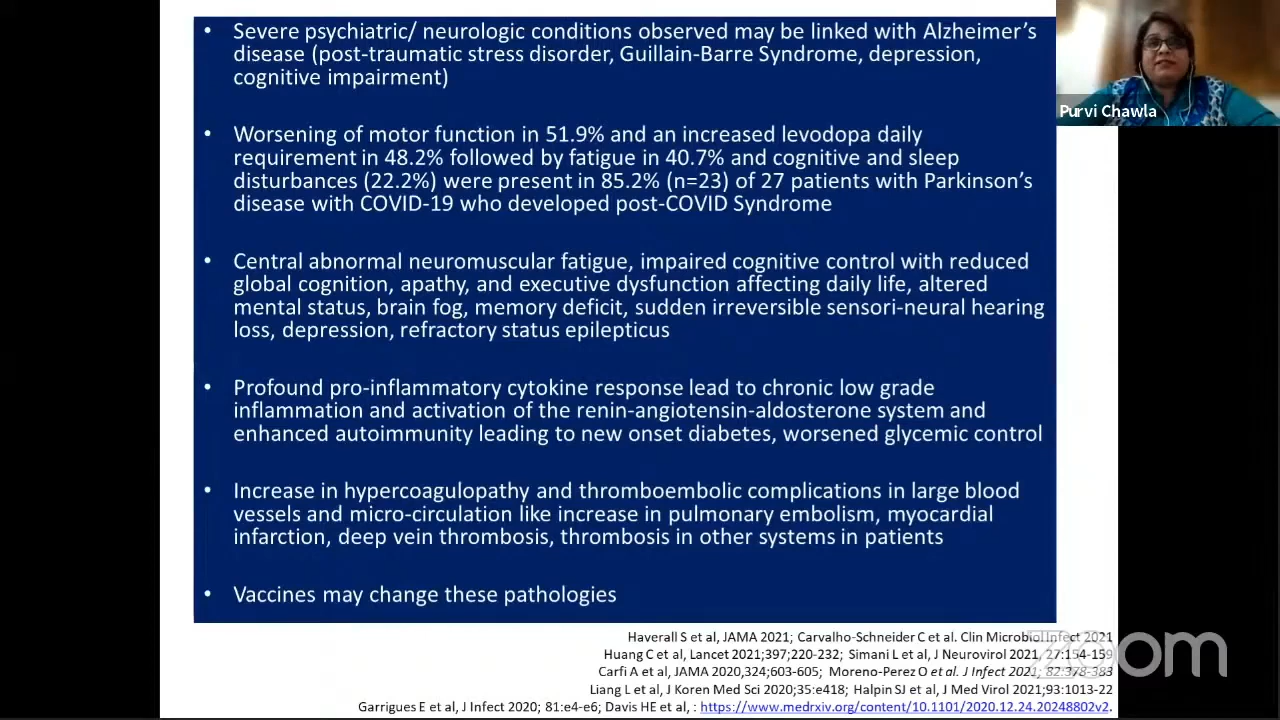 • Severe psychiatric/ neurologic conditions observed may be linked with Alzheimer's
disease (post-traumatic stress disorder, Guillain-Barre Syndrome, depression,
cognitive impairment)
• Worsening of motor function in 51.9% and an increased levodopa daily
requirement in 48.2% followed by fatigue in 40.7% and cognitive and sleep
disturbances (22.2%) were present in 85.2% (n=23) of 27 patients with Parkinson's
disease with COVID-19 who developed post-COVID Syndrome
• Central abnormal neuromuscular fatigue, impaired cognitive control with reduced
global cognition, apathy, and executive dysfunction affecting daily life, altered
mental status, brain fog, memory deficit, sudden irreversible sensori-neural hearing
loss, depression, refractory status epilepticus
• Profound pro-inflammatory cytokine response lead to chronic low grade
inflammation and activation of the renin-angiotensin-aldosterone system and
enhanced autoimmunity leading to new onset diabetes, worsened glycemic control
• Increase in hypercoagulopathy and thromboembolic complications in large blood
vessels and micro-circulation like increase in pulmonary embolism, myocardial
infarction, deep vein thrombosis, thrombosis in other systems in patients
• Vaccines may change these pathologies
Haverall S et al, JAMA 2021; Carvalho-Schneider C et al. Clin Microbiol Infect 2021
Huang C et al, Lancet 2021;397;220-232; Simani L et al, J Neurovirol 2021, 27:154-159
Carfi A et al, JAMA 2020,324;603-605; Moreno-Perez O et al. J Infect 2021; 82:378-383
Liang L et al, J Koren Med Sci 2020;35:e418; Halpin SJ et al, J Med Virol 2021;93:1013-22
Garrigues E et al, J Infect 2020; 81:e4-e6; Davis HE et al, : https://www.medrxiv.org/content/10.1101/2020.12.24.20248802v2.
Purvi Chawla
zoom